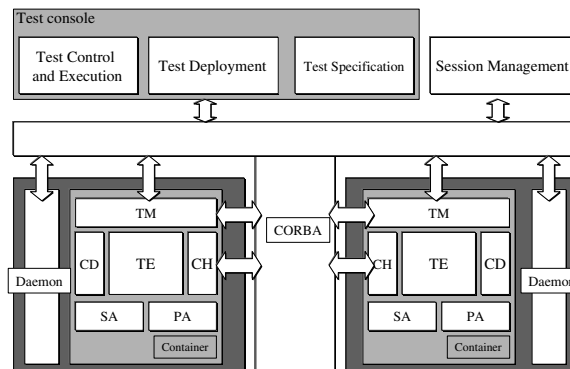 Test console
Test Control
and Execution
Test Deployment
Test Specification
Session Management
TM
CORBA
TM
CD
TE
CH
CH
TE
CD
Daemon
Daemon
SA
PA
SA
PA
Container
Container